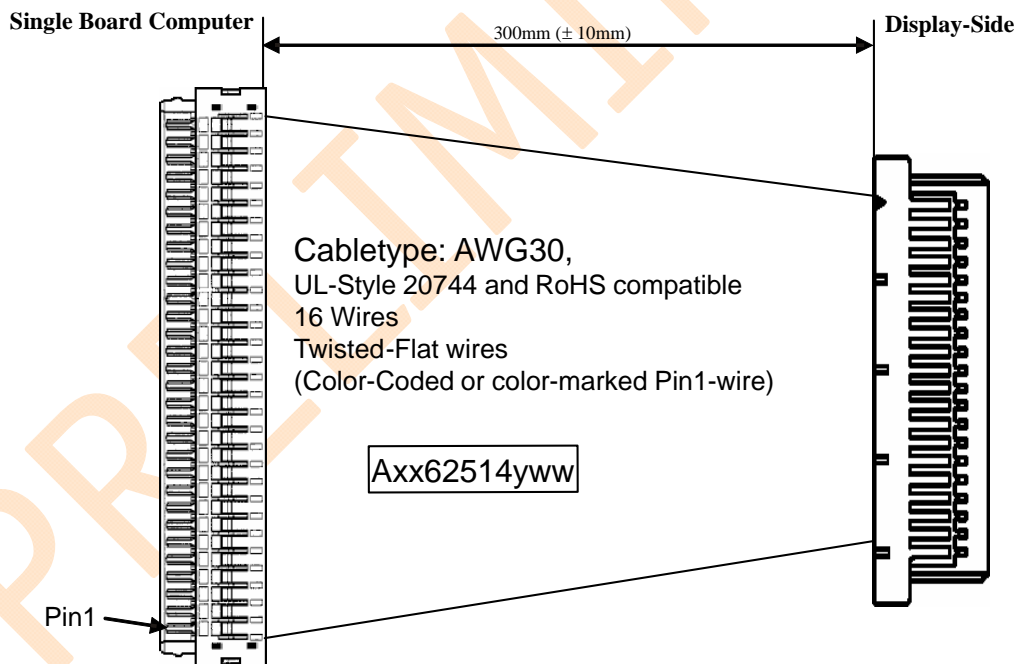 Single Board Computer
300mm (± 10mm)
Display-Side
Cabletype: AWG30,
UL-Style 20744 and RoHS compatible
16 Wires
Twisted-Flat wires
(Color-Coded or color-marked Pin1-wire)
Axx62514yww
Pin1
PRELIMI